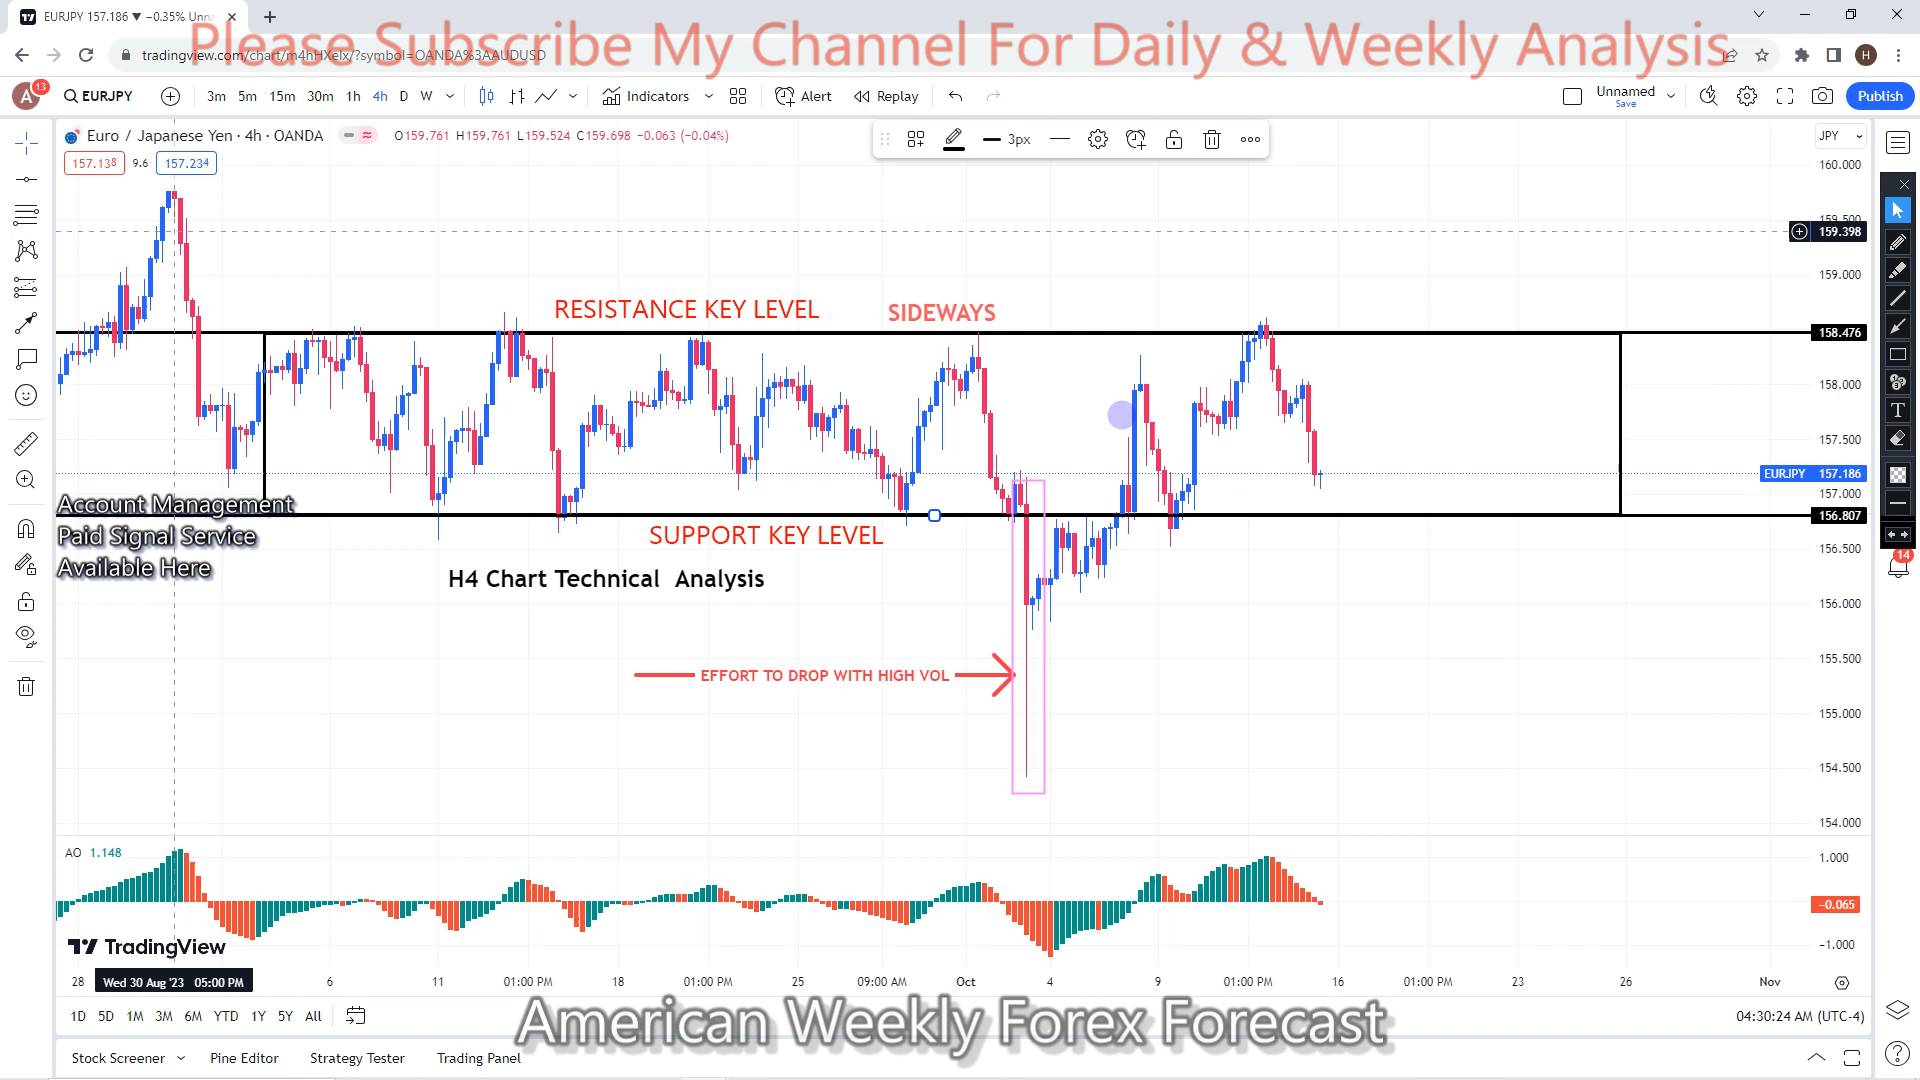 EURJPY 157.186 ▼ −0.35% Unna
Please Subscribe My Channel For Daily & Weekly Analysis
tradingview.com/chart/m4hHXelx/?symbol=OANDA%3AAUDUSD
H
A 13
EURJPY
3m 5m 15m 30m 1h 4h D W
Indicators
Alert
Replay
Unnamed
Save
Publish
Euro / Japanese Yen · 4h · OANDA
O159.761 H159.761 L159.524 C159.698 −0.063 (−0.04%)
3px
JPY
157.138 9.6 157.234
160.000
159.500
159.398
159.000
RESISTANCE KEY LEVEL
SIDEWAYS
158.476
158.000
157.500
EURJPY 157.186
157.000
156.807
Account Management
Paid Signal Service
Available Here
SUPPORT KEY LEVEL
156.500
14
H4 Chart Technical Analysis
156.000
155.500
EFFORT TO DROP WITH HIGH VOL
155.000
154.500
154.000
AO 1.148
1.000
−0.065
−1.000
TradingView
28 Wed 30 Aug '23 05:00 PM 6 11 01:00 PM 18 01:00 PM 25 09:00 AM Oct 4 9 01:00 PM 16 01:00 PM 23 26 Nov
1D 5D 1M 3M 6M YTD 1Y 5Y All
American Weekly Forex Forecast
04:30:24 AM (UTC-4)
Stock Screener Pine Editor Strategy Tester Trading Panel